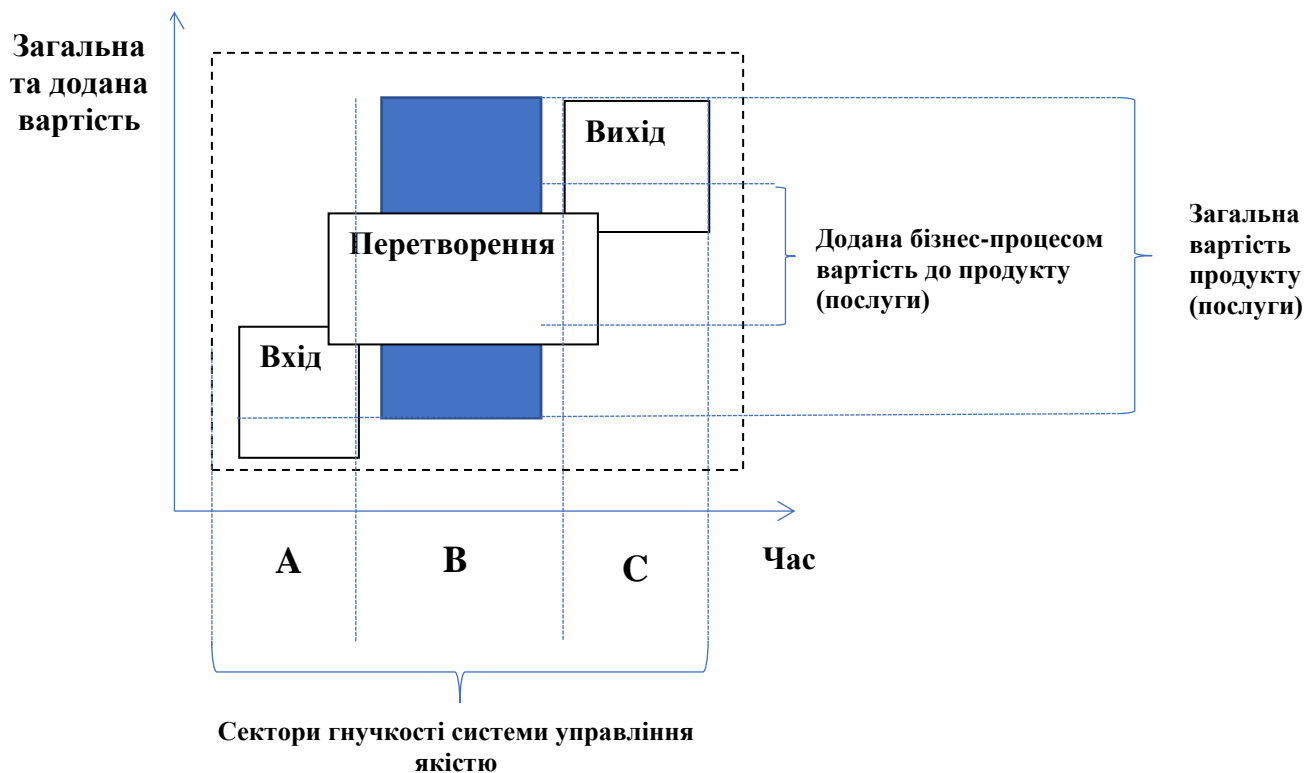 Загальна
та додана
вартість
Вихід
Перетворення
Вхід
Додана бізнес-процесом
вартість до продукту
(послуги)
Загальна
вартість
продукту
(послуги)
A
B
C
Час
Сектори гнучкості системи управління
якістю